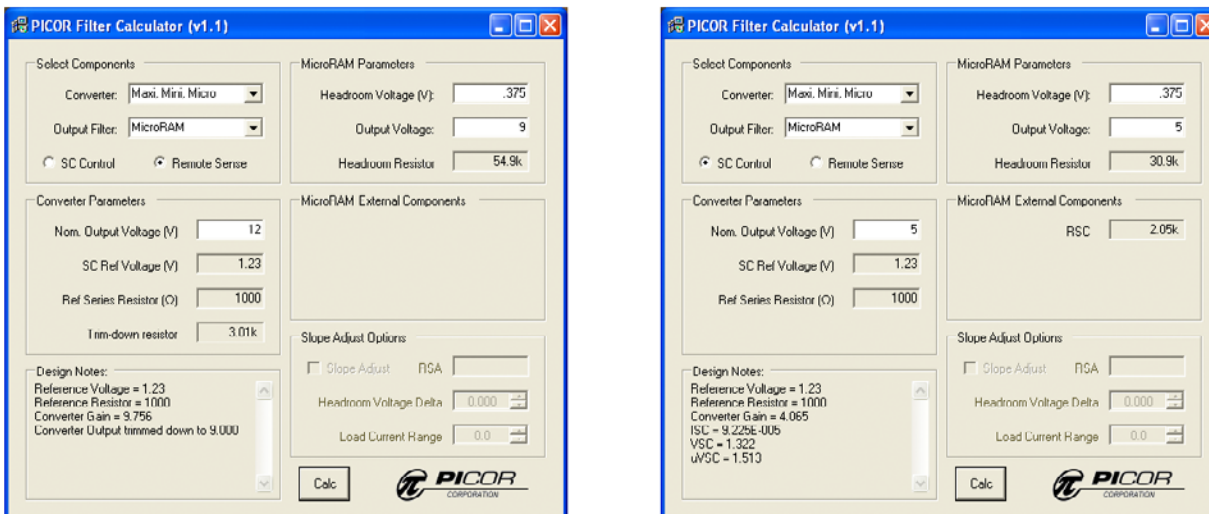 PICOR Filter Calculator (v1.1)
Select Components
Converter: Maxi, Mini, Micro
Output Filter: MicroRAM
SC Control Remote Sense
MicroRAM Parameters
Headroom Voltage (V): .375
Output Voltage: 9
Headroom Resistor 54.9k
Converter Parameters
Nom. Output Voltage (V) 12
SC Ref Voltage (V) 1.23
Ref Series Resistor (Ω) 1000
Trim-down resistor 3.01k
MicroRAM External Components
Design Notes:
Reference Voltage = 1.23
Reference Resistor = 1000
Converter Gain = 9.756
Converter Output trimmed down to 9.000
Slope Adjust Options
Slope Adjust RSA
Headroom Voltage Delta 0.000
Load Current Range 0.0
Calc
PICOR
CORPORATION
PICOR Filter Calculator (v1.1)
Select Components
Converter: Maxi, Mini, Micro
Output Filter: MicroRAM
SC Control Remote Sense
MicroRAM Parameters
Headroom Voltage (V): .375
Output Voltage: 5
Headroom Resistor 30.9k
Converter Parameters
Nom. Output Voltage (V) 5
SC Ref Voltage (V) 1.23
Ref Series Resistor (Ω) 1000
MicroRAM External Components
RSC 2.05k
Design Notes:
Reference Voltage = 1.23
Reference Resistor = 1000
Converter Gain = 4.065
ISC = 9.225E-005
VSC = 1.322
uVSC = 1.513
Slope Adjust Options
Slope Adjust RSA
Headroom Voltage Delta 0.000
Load Current Range 0.0
Calc
PICOR
CORPORATION